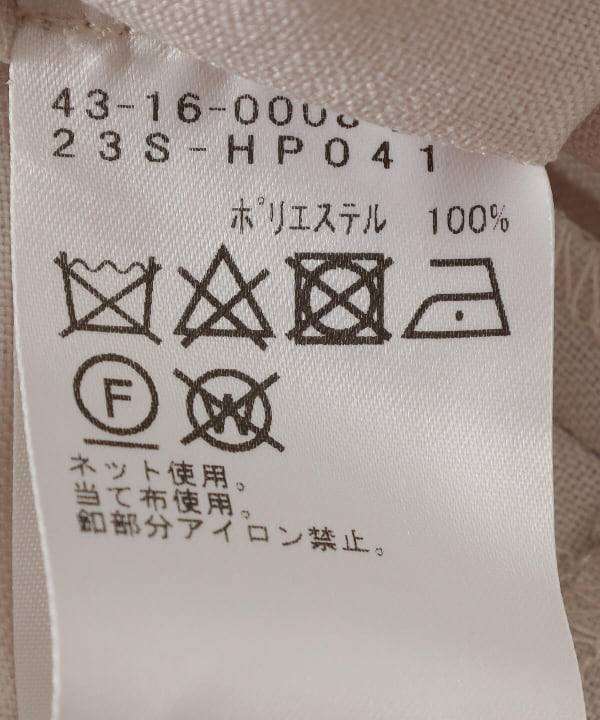 43-16-000
23S-HP041
ポリエステル 100%
F W
ネット使用。
当て布使用。
釦部分アイロン禁止。